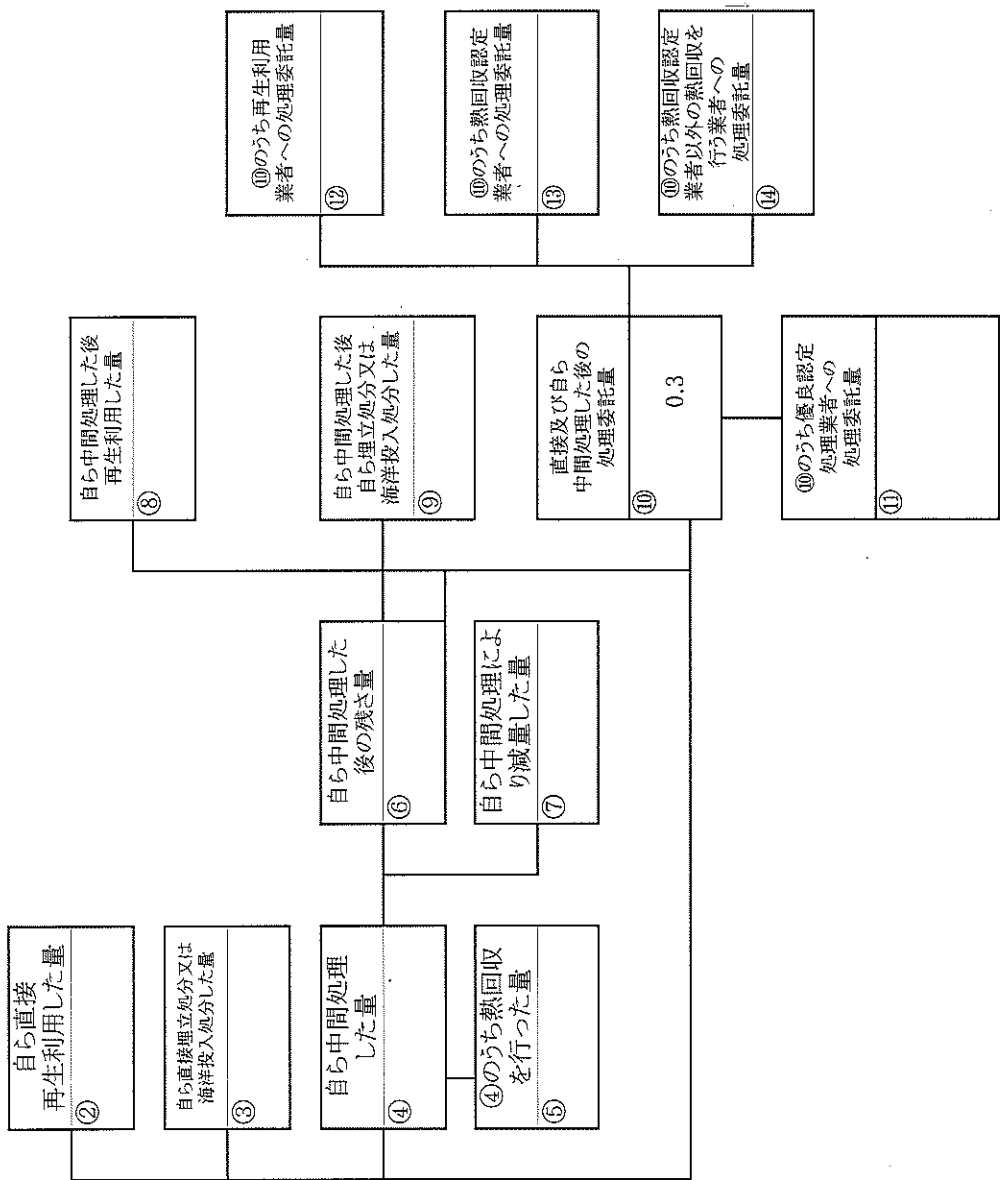 自ら直接
再生利用した量
②
自ら直接埋立処分又は
海洋投入処分した量
③
自ら中間処理
した量
④
④のうち熱回収
を行った量
⑤
自ら中間処理した
後の残さ量
⑥
自ら中間処理によ
り減量した量
⑦
自ら中間処理した後
再生利用した量
⑧
自ら中間処理した後
自ら埋立処分又は
海洋投入処分した量
⑨
直接及び自ら
中間処理した後の
処理委託量
⑩
0.3
⑩のうち優良認定
処理業者への
処理委託量
⑪
⑩のうち再生利用
業者への処理委託量
⑫
⑩のうち熱回収認定
業者への処理委託量
⑬
⑩のうち熱回収認定
業者以外の熱回収を
行う業者への
処理委託量
⑭